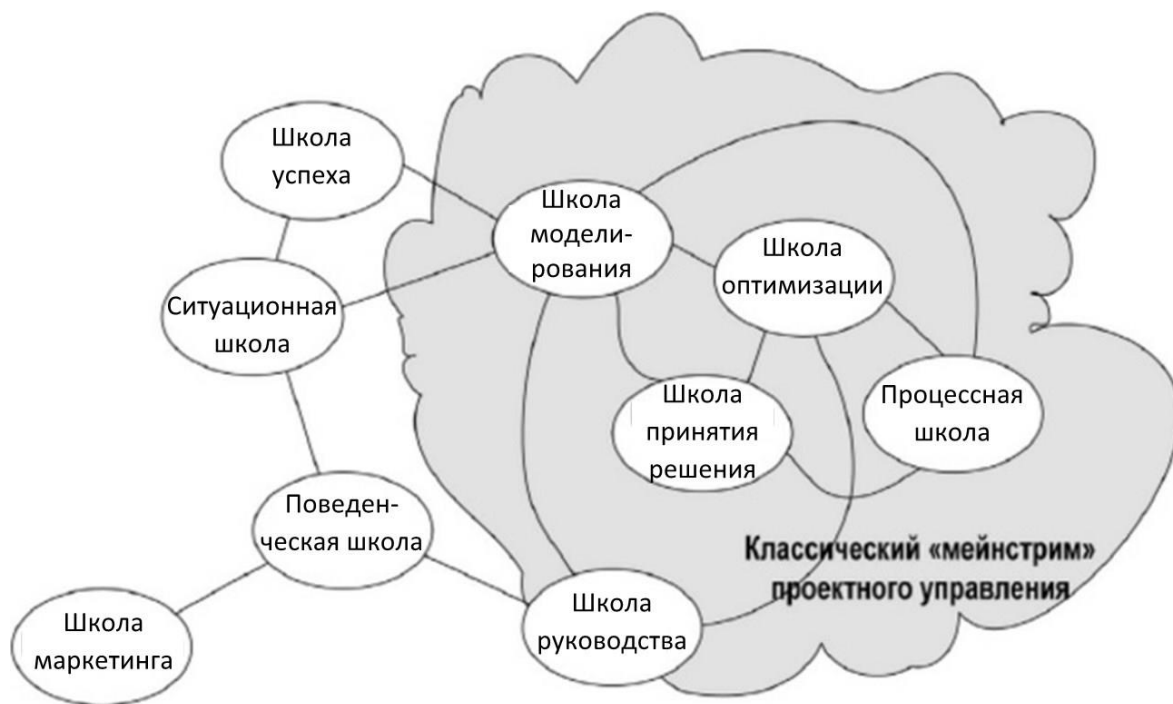 Школа
успеха
Школа
модели-
рования
Школа
оптимизации
Ситуационная
школа
Школа
принятия
решения
Процессная
школа
Поведен-
ческая школа
Классический «мейнстрим»
проектного управления
Школа
руководства
Школа
маркетинга